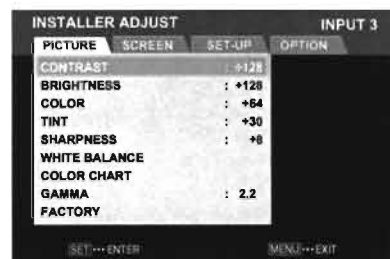 INSTALLER ADJUST INPUT 3
PICTURE SCREEN SET-UP OPTION
CONTRAST : +128
BRIGHTNESS : +128
COLOR : +64
TINT : +30
SHARPNESS : +8
WHITE BALANCE
COLOR CHART
GAMMA : 2.2
FACTORY
SET ••• ENTER MENU ••• EXIT